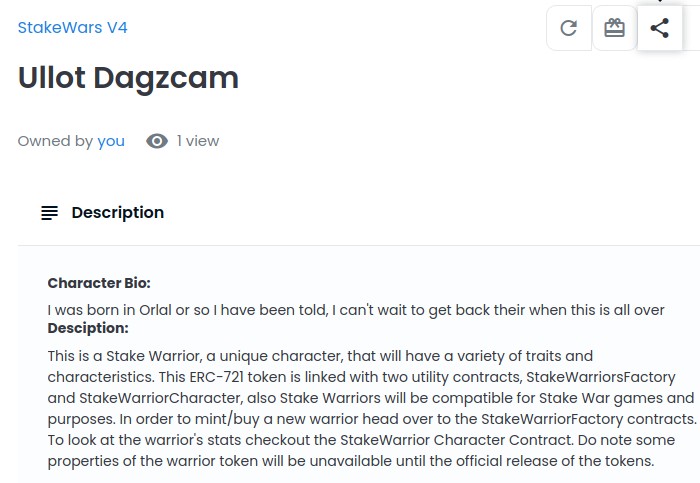 StakeWars V4
Ullot Dagzcam
Owned by you 1 view
Description
Character Bio:
I was born in Orlal or so I have been told, I can't wait to get back their when this is all over
Desciption:
This is a Stake Warrior, a unique character, that will have a variety of traits and
characteristics. This ERC-721 token is linked with two utility contracts, StakeWarriorsFactory
and StakeWarriorCharacter, also Stake Warriors will be compatible for Stake War games and
purposes. In order to mint/buy a new warrior head over to the StakeWarriorFactory contracts.
To look at the warrior's stats checkout the StakeWarrior Character Contract. Do note some
properties of the warrior token will be unavailable until the official release of the tokens.